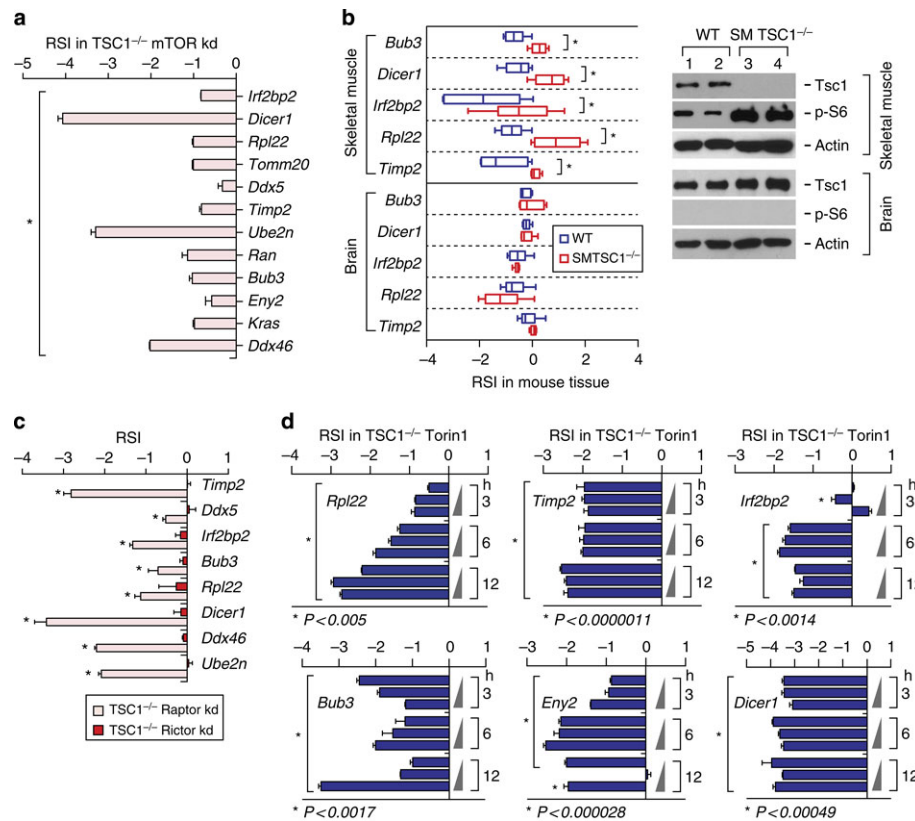 a
RSI in TSC1–/– mTOR kd
–5 –4 –3 –2 –1 0
*
Irf2bp2
Dicer1
Rpl22
Tomm20
Ddx5
Timp2
Ube2n
Ran
Bub3
Eny2
Kras
Ddx46
b
Skeletal muscle
Bub3 *
Dicer1 *
Irf2bp2 *
Rpl22 *
Timp2 *
Brain
Bub3
Dicer1
Irf2bp2
Rpl22
Timp2
WT
SMTSC1–/–
–4 –2 0 2 4
RSI in mouse tissue
WT SM TSC1–/–
1 2 3 4
Tsc1
p-S6
Actin
Skeletal muscle
Tsc1
p-S6
Actin
Brain
c
RSI
–4 –3 –2 –1 0 1
Timp2
*
Ddx5
*
Irf2bp2
*
Bub3
*
Rpl22
*
Dicer1
*
Ddx46
*
Ube2n
*
TSC1–/– Raptor kd
TSC1–/– Rictor kd
d
RSI in TSC1–/– Torin1
–4 –3 –2 –1 0 1
h
Rpl22
3
*
6
12
* P<0.005
RSI in TSC1–/– Torin1
–3 –2 –1 0 1
h
Timp2
3
*
6
12
* P<0.0000011
RSI in TSC1–/– Torin1
–3 –2 –1 0 1
h
Irf2bp2
*
3
6
*
12
* P<0.0014
–4 –3 –2 –1 0 1
h
Bub3
3
*
6
12
* P<0.0017
–3 –2 –1 0 1
h
Eny2
3
*
6
12
*
* P<0.000028
–5 –4 –3 –2 –1 0 1
h
Dicer1
3
*
6
12
* P<0.00049